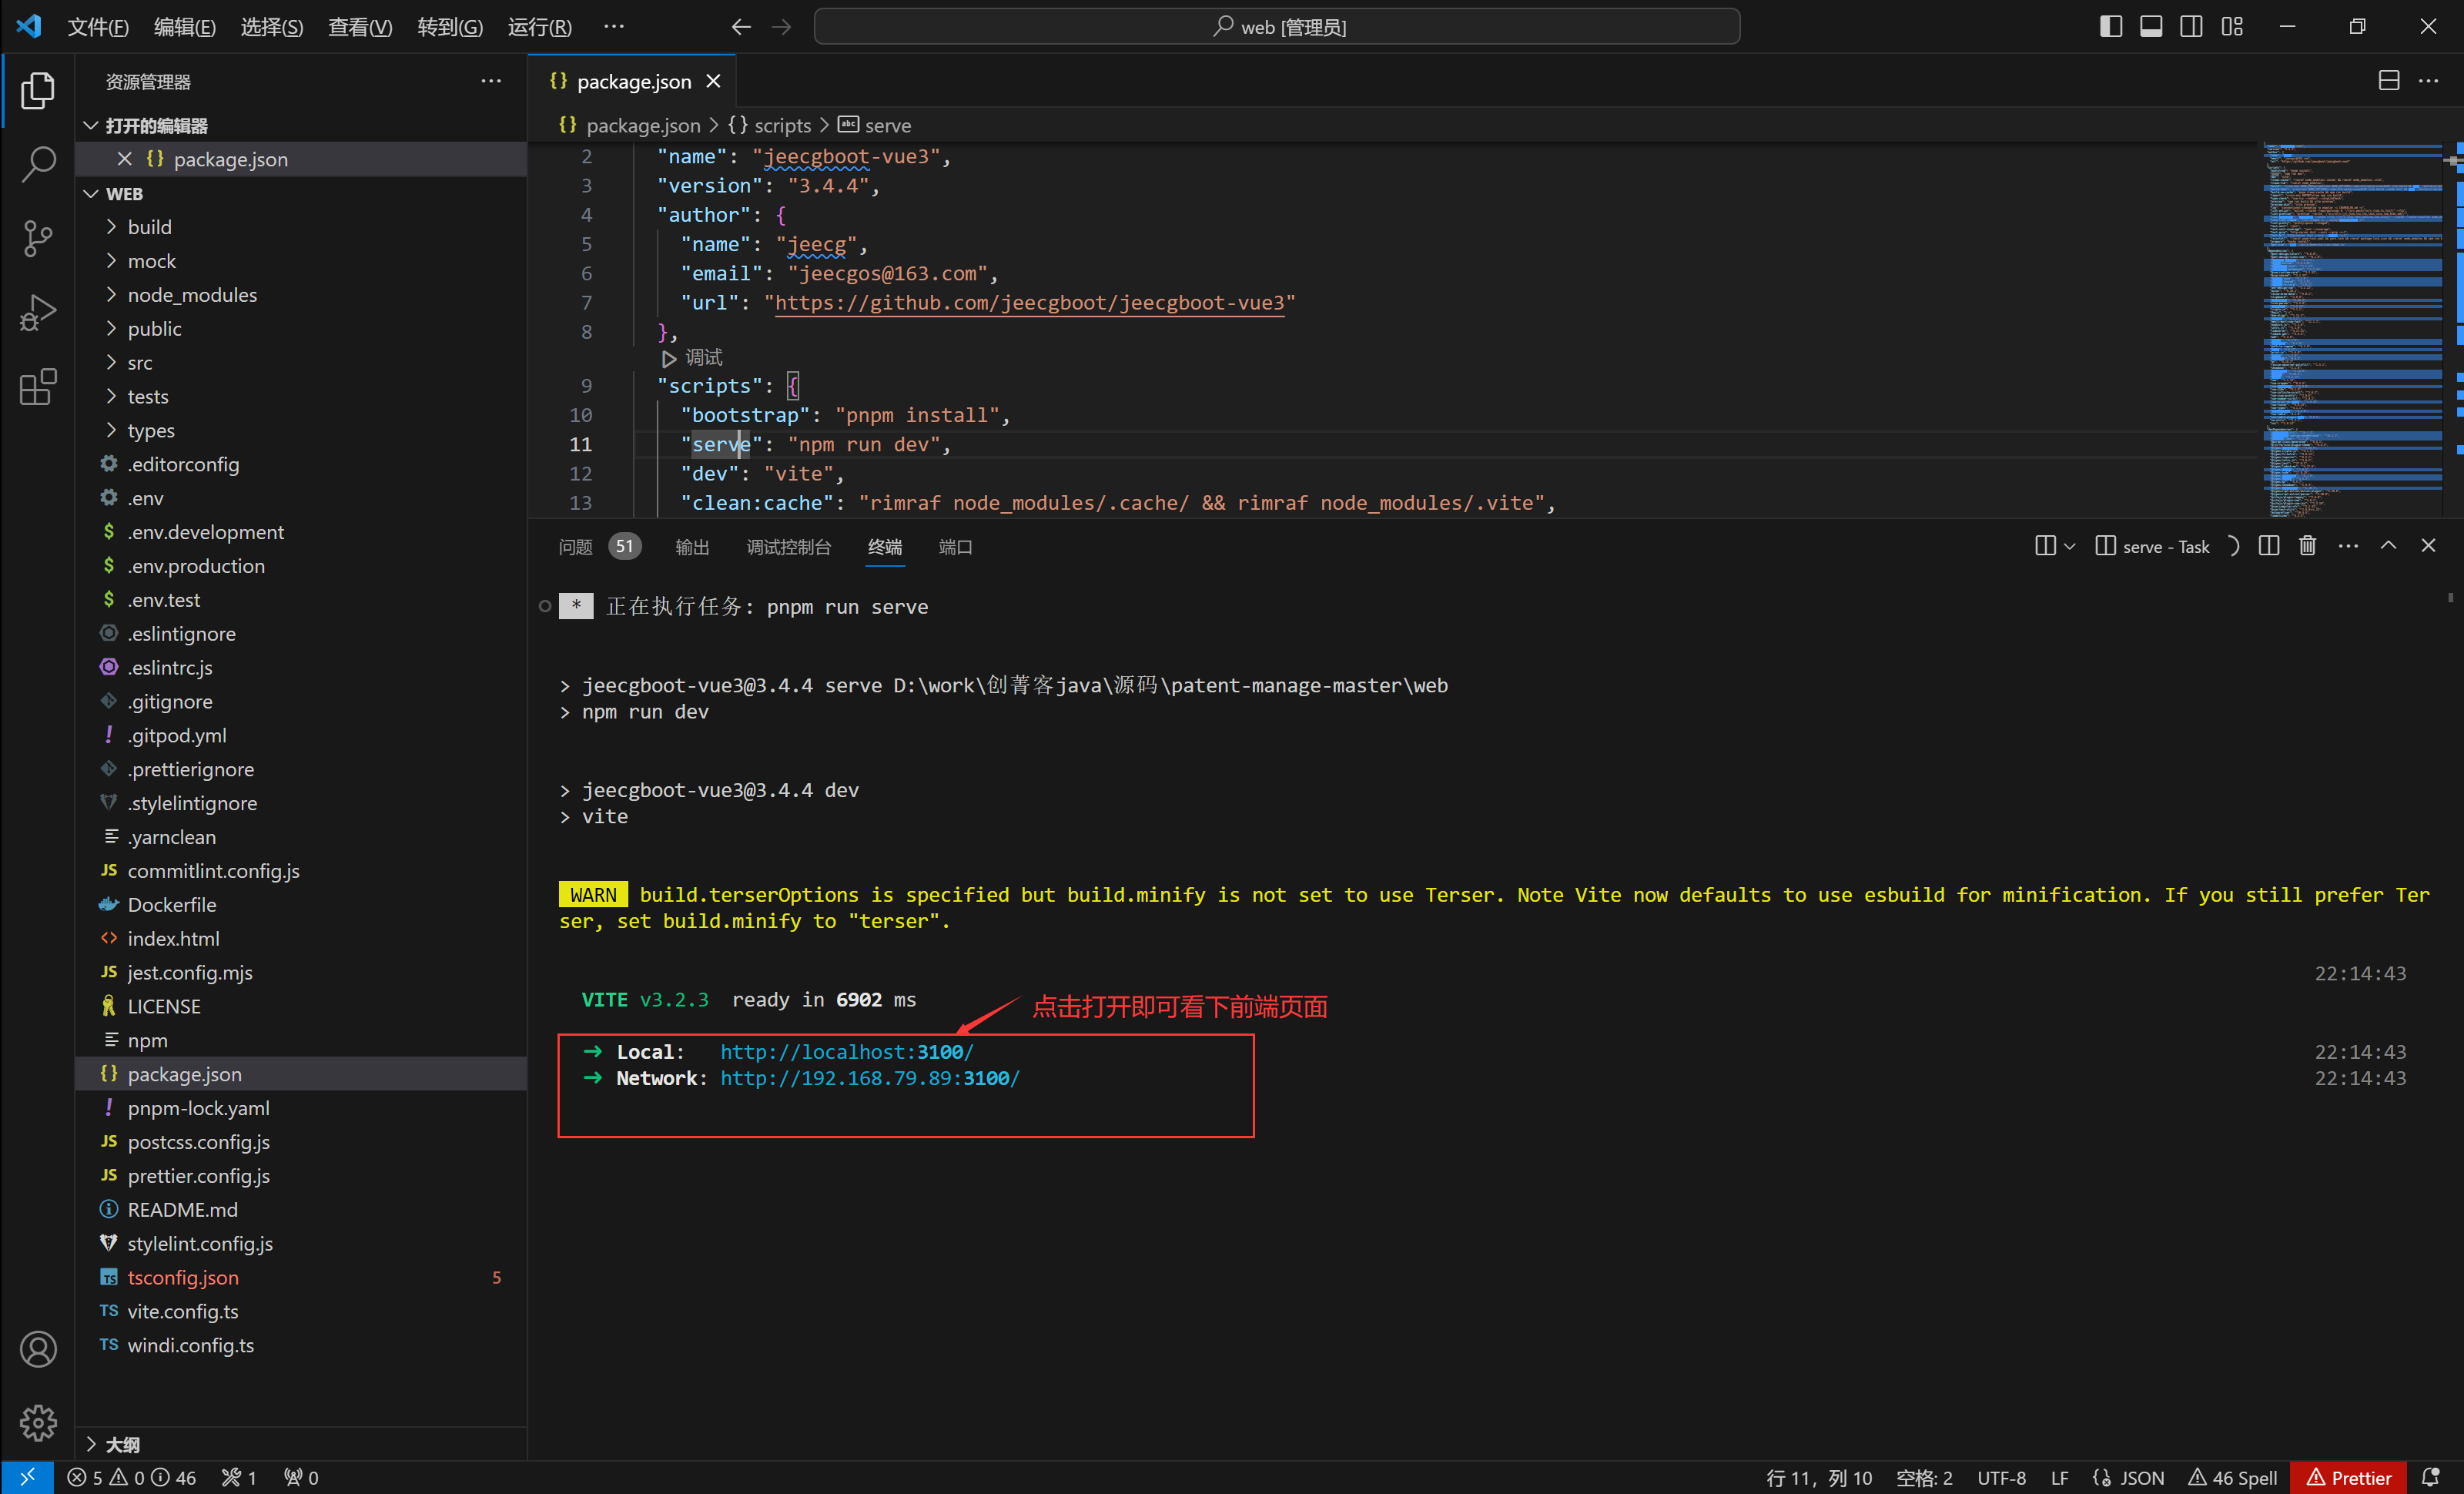 文件(F) 编辑(E) 选择(S) 查看(V) 转到(G) 运行(R) ··· web [管理员]
资源管理器 ···
打开的编辑器
package.json
WEB
build
mock
node_modules
public
src
tests
types
.editorconfig
.env
.env.development
.env.production
.env.test
.eslintignore
.eslintrc.js
.gitignore
.gitpod.yml
.prettierignore
.stylelintignore
.yarnclean
commitlint.config.js
Dockerfile
index.html
jest.config.mjs
LICENSE
npm
package.json
pnpm-lock.yaml
postcss.config.js
prettier.config.js
README.md
stylelint.config.js
tsconfig.json 5
vite.config.ts
windi.config.ts
大纲
package.json
package.json > {} scripts > abc serve
2 "name": "jeecgboot-vue3",
3 "version": "3.4.4",
4 "author": {
5 "name": "jeecg",
6 "email": "jeecgos@163.com",
7 "url": "https://github.com/jeecgboot/jeecgboot-vue3"
8 },
调试
9 "scripts": {
10 "bootstrap": "pnpm install",
11 "serve": "npm run dev",
12 "dev": "vite",
13 "clean:cache": "rimraf node_modules/.cache/ && rimraf node_modules/.vite",
问题 51 输出 调试控制台 终端 端口 serve - Task
* 正在执行任务: pnpm run serve
> jeecgboot-vue3@3.4.4 serve D:\work\创菁客java\源码\patent-manage-master\web
> npm run dev
> jeecgboot-vue3@3.4.4 dev
> vite
WARN build.terserOptions is specified but build.minify is not set to use Terser. Note Vite now defaults to use esbuild for minification. If you still prefer Ter
ser, set build.minify to "terser".
22:14:43
VITE v3.2.3 ready in 6902 ms
点击打开即可看下前端页面
➜ Local: http://localhost:3100/ 22:14:43
➜ Network: http://192.168.79.89:3100/ 22:14:43
5 0 46 1 0 行 11，列 10 空格: 2 UTF-8 LF JSON 46 Spell Prettier